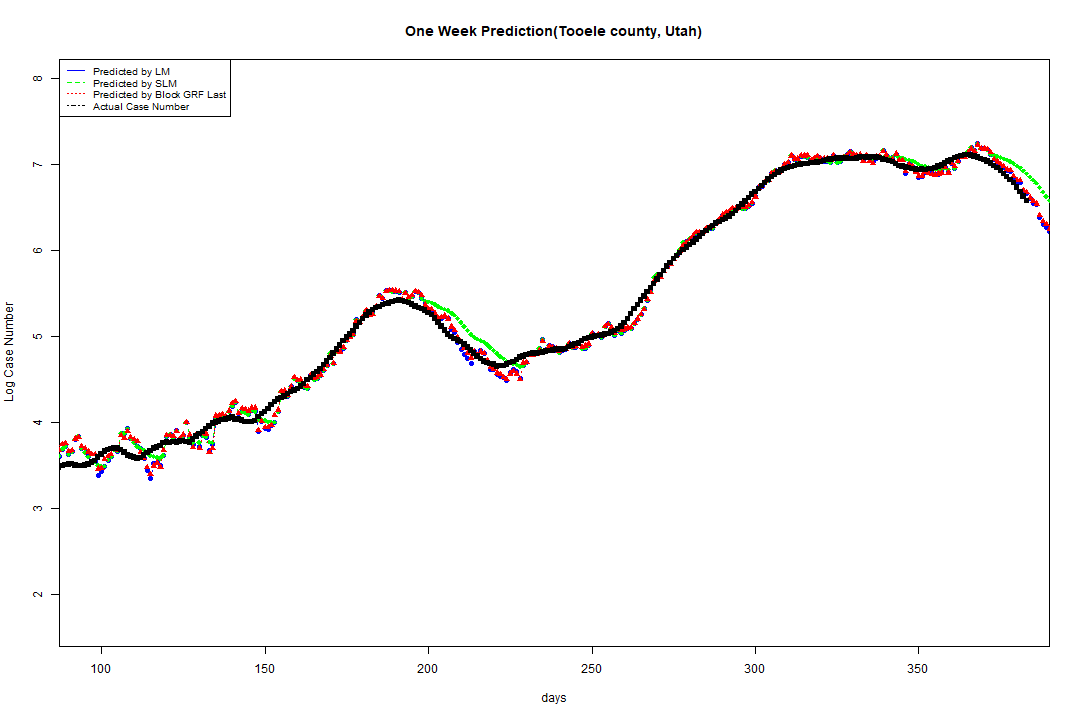 One Week Prediction(Tooele county, Utah)
Predicted by LM
Predicted by SLM
Predicted by Block GRF Last
Actual Case Number
8
7
6
5
4
3
2
Log Case Number
100 150 200 250 300 350
days